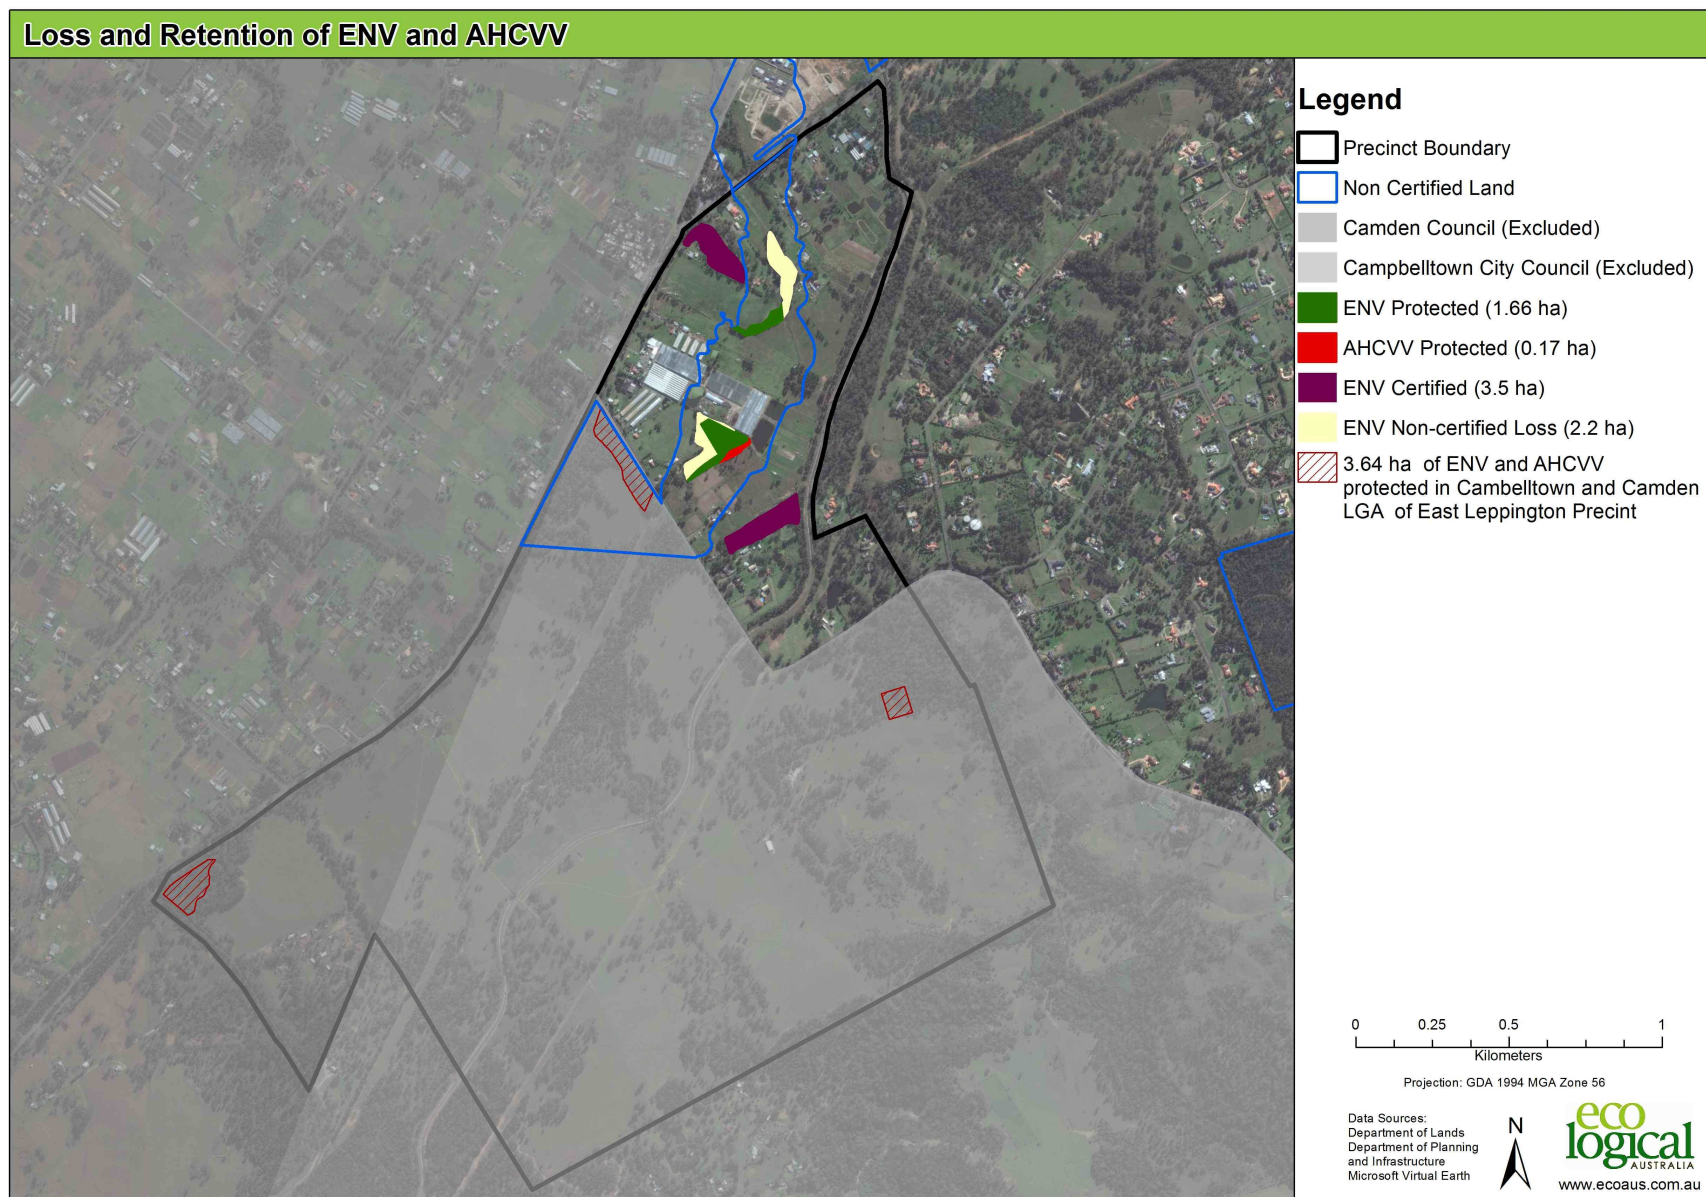 Loss and Retention of ENV and AHCVV
Legend
Precinct Boundary
Non Certified Land
Camden Council (Excluded)
Campbelltown City Council (Excluded)
ENV Protected (1.66 ha)
AHCVV Protected (0.17 ha)
ENV Certified (3.5 ha)
ENV Non-certified Loss (2.2 ha)
3.64 ha of ENV and AHCVV
protected in Cambelltown and Camden
LGA of East Leppington Precint
0 0.25 0.5 1
Kilometers
Projection: GDA 1994 MGA Zone 56
Data Sources:
Department of Lands
Department of Planning
and Infrastructure
Microsoft Virtual Earth
N
eco
logical
AUSTRALIA
www.ecoaus.com.au